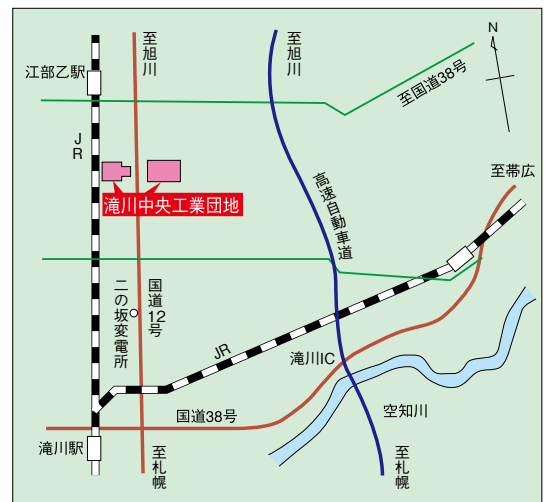 N
至旭川
至旭川
江部乙駅
至国道38号
JR
至帯広
高速自動車道
滝川中央工業団地
国道12号
二の坂変電所
JR
滝川IC
国道38号
空知川
滝川駅
至札幌
至札幌